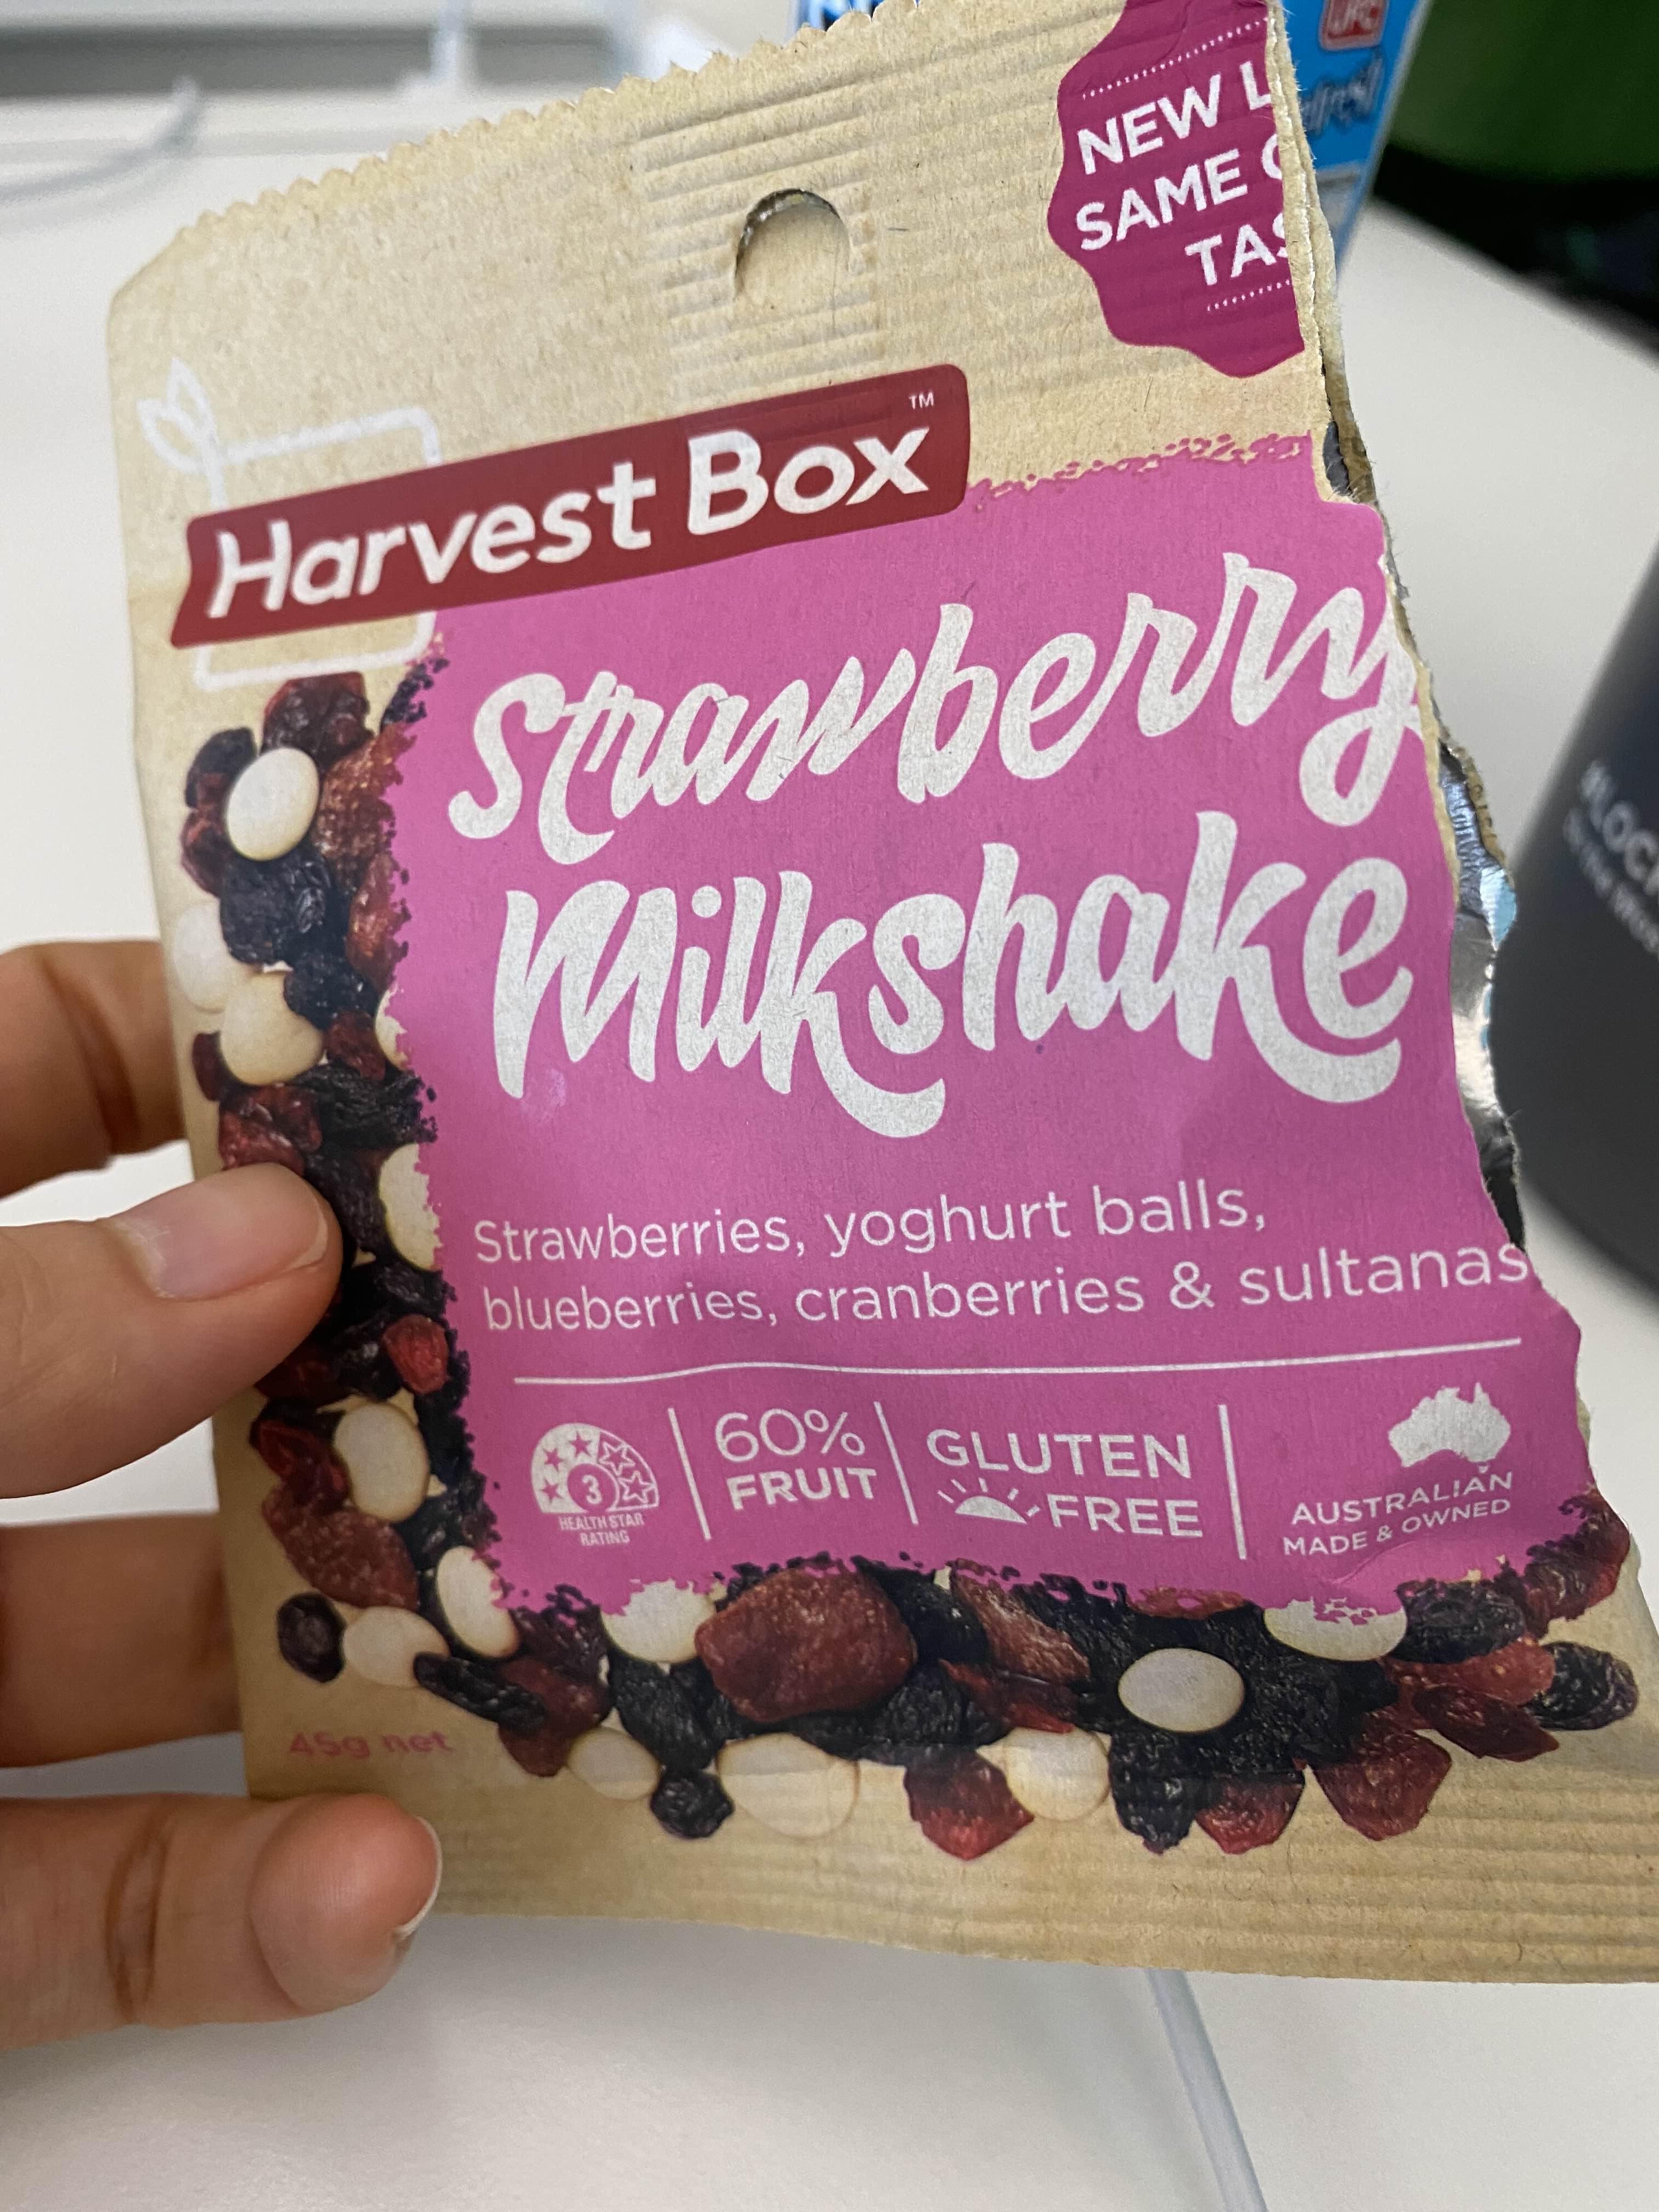 NEW L
SAME G
TAS
Harvest Box™
Strawberry
Milkshake
Strawberries, yoghurt balls,
blueberries, cranberries & sultanas
3
HEALTH STAR
RATING
60%
FRUIT
GLUTEN
FREE
AUSTRALIAN
MADE & OWNED
45g net
UFC